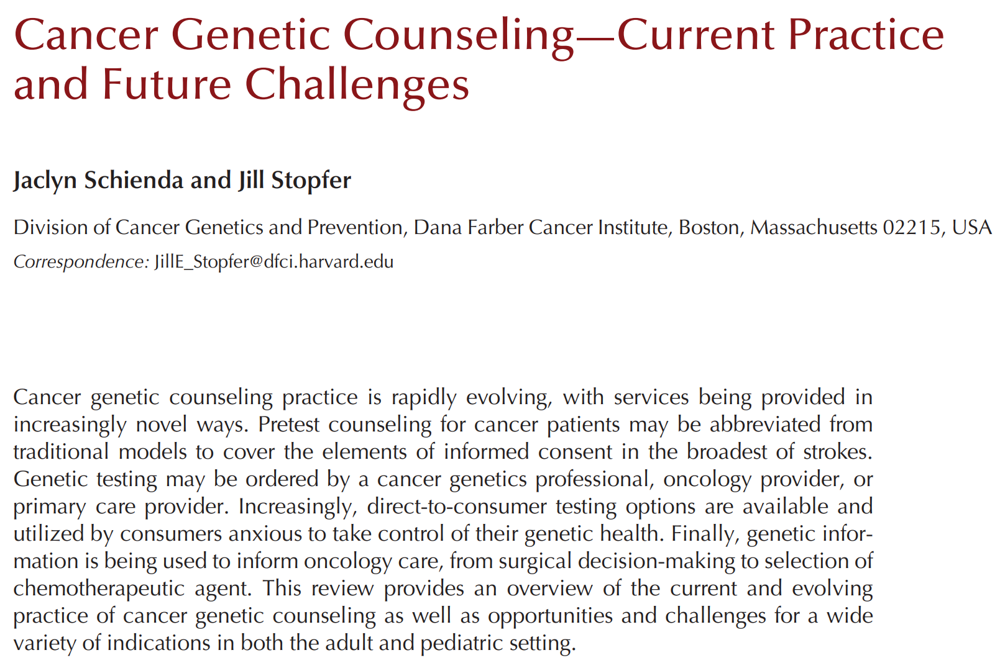 Cancer Genetic Counseling—Current Practice
and Future Challenges
Jaclyn Schienda and Jill Stopfer
Division of Cancer Genetics and Prevention, Dana Farber Cancer Institute, Boston, Massachusetts 02215, USA
Correspondence: JillE_Stopfer@dfci.harvard.edu
Cancer genetic counseling practice is rapidly evolving, with services being provided in
increasingly novel ways. Pretest counseling for cancer patients may be abbreviated from
traditional models to cover the elements of informed consent in the broadest of strokes.
Genetic testing may be ordered by a cancer genetics professional, oncology provider, or
primary care provider. Increasingly, direct-to-consumer testing options are available and
utilized by consumers anxious to take control of their genetic health. Finally, genetic infor-
mation is being used to inform oncology care, from surgical decision-making to selection of
chemotherapeutic agent. This review provides an overview of the current and evolving
practice of cancer genetic counseling as well as opportunities and challenges for a wide
variety of indications in both the adult and pediatric setting.